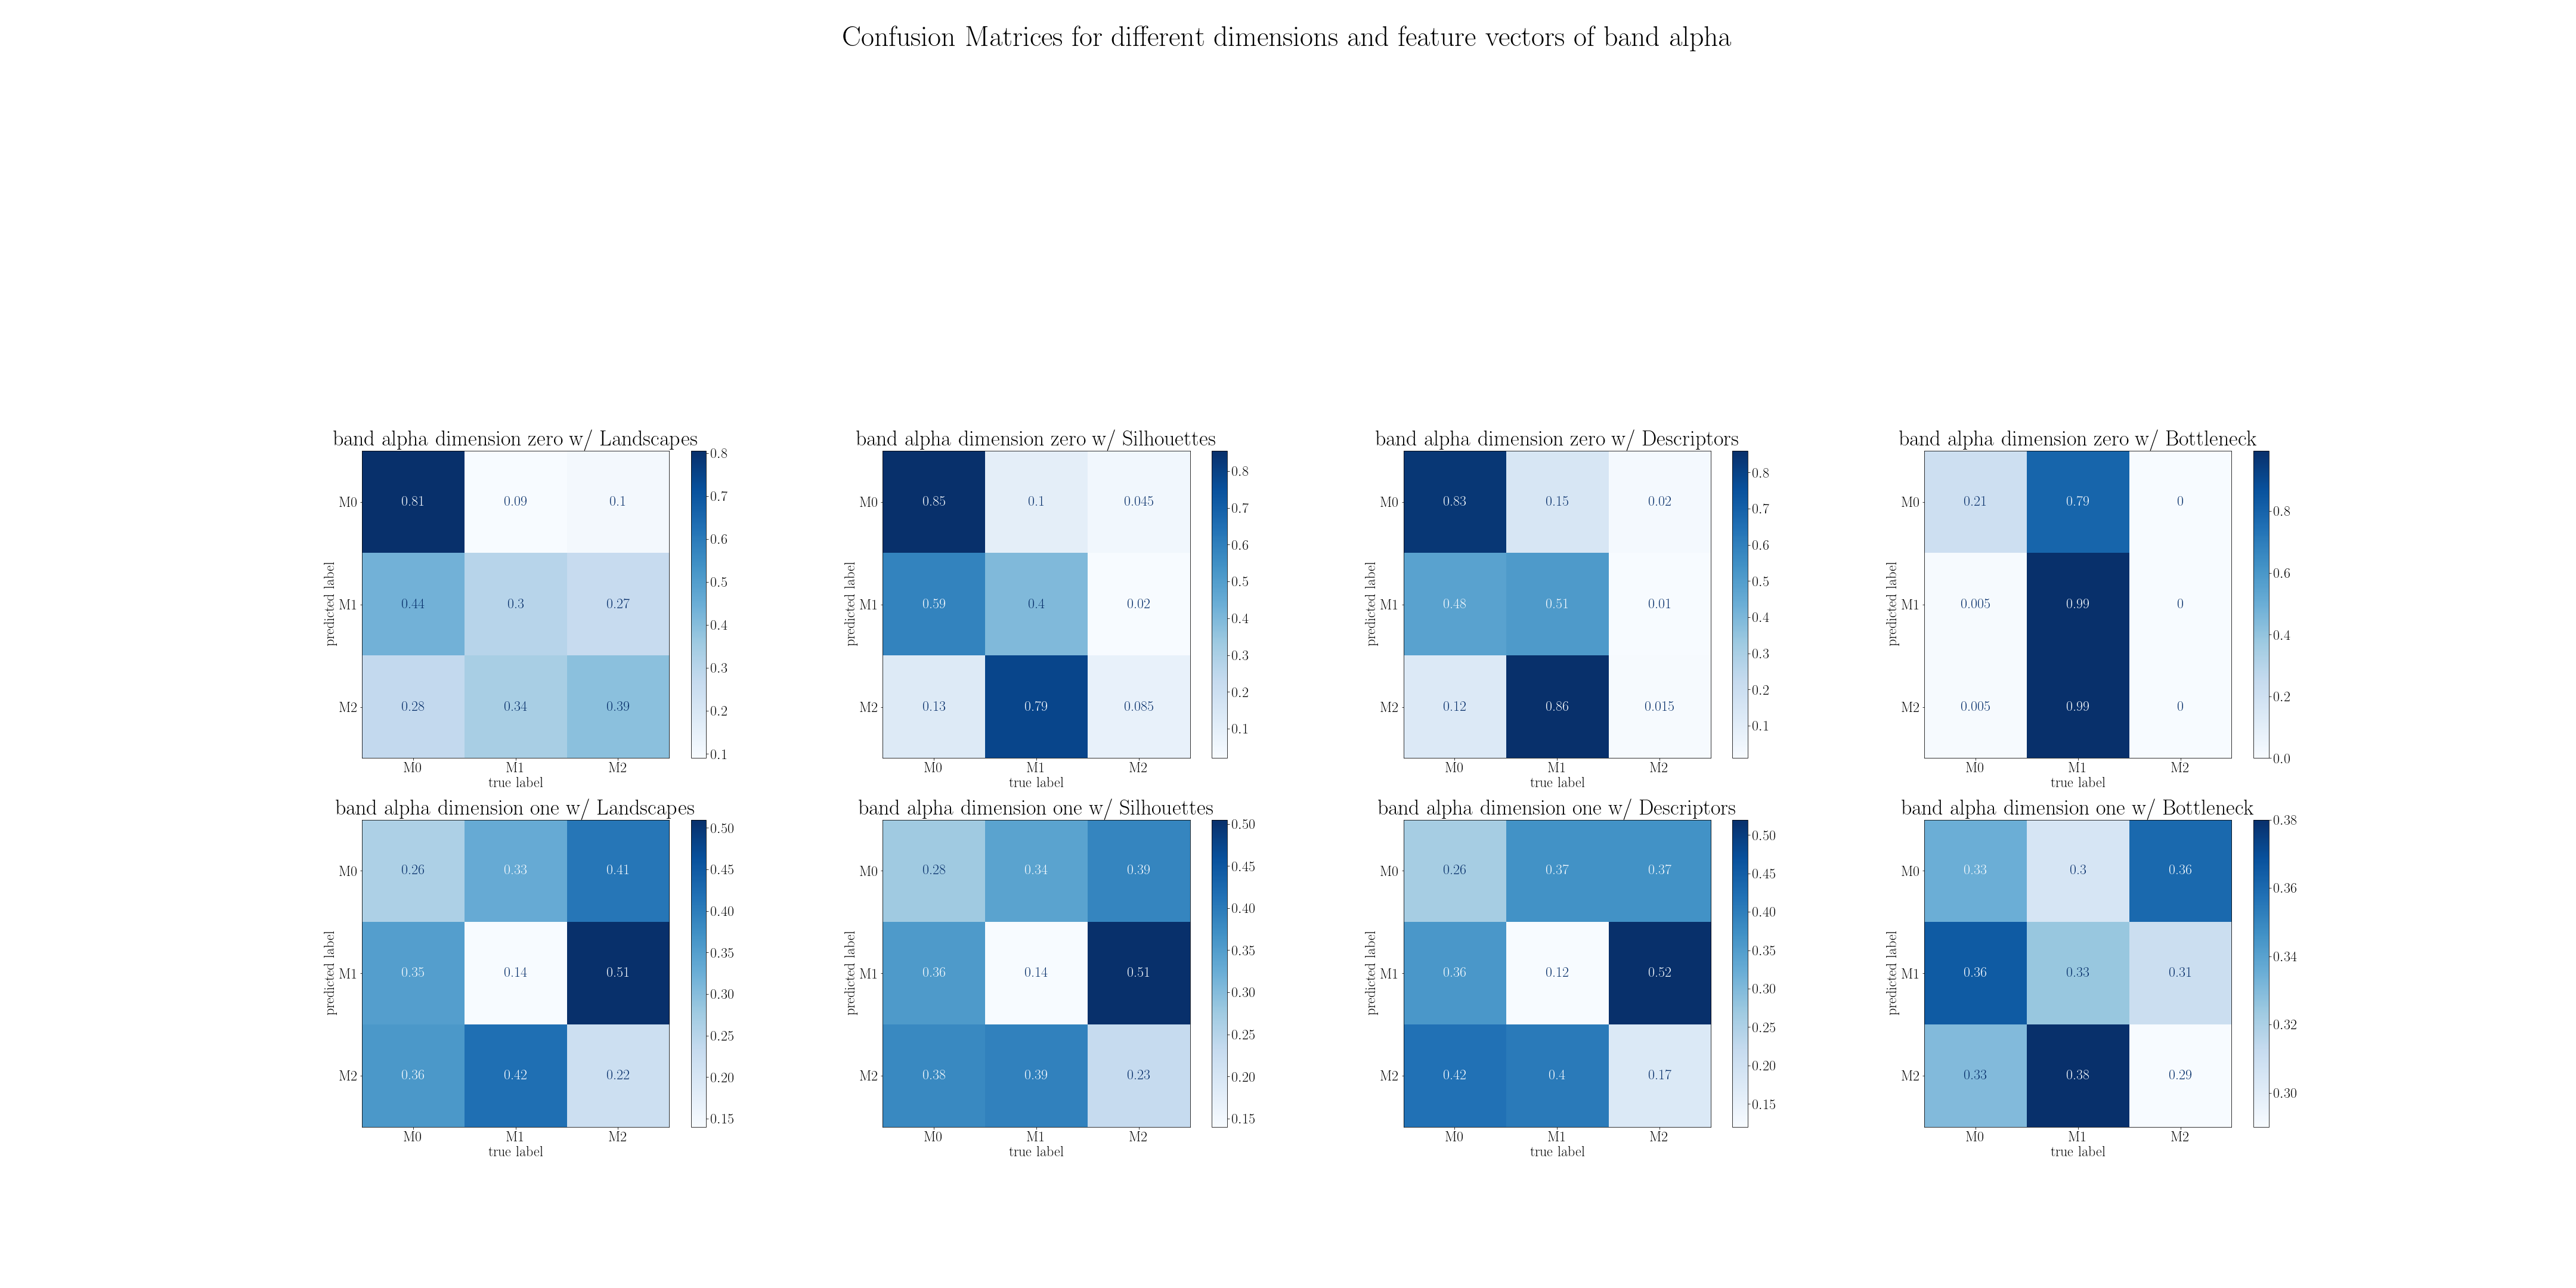 Confusion Matrices for different dimensions and feature vectors of band alpha
band alpha dimension zero w/ Landscapes
0.8
M0 0.81 0.09 0.1
0.7
0.6
0.5
predicted label
M1 0.44 0.3 0.27
0.4
0.3
M2 0.28 0.34 0.39
0.2
0.1
M0 M1 M2
true label
band alpha dimension zero w/ Silhouettes
0.8
M0 0.85 0.1 0.045
0.7
0.6
0.5
predicted label
M1 0.59 0.4 0.02
0.4
0.3
0.2
M2 0.13 0.79 0.085
0.1
M0 M1 M2
true label
band alpha dimension zero w/ Descriptors
0.8
M0 0.83 0.15 0.02
0.7
0.6
0.5
predicted label
M1 0.48 0.51 0.01
0.4
0.3
0.2
M2 0.12 0.86 0.015
0.1
M0 M1 M2
true label
band alpha dimension zero w/ Bottleneck
M0 0.21 0.79 0
0.8
0.6
predicted label
M1 0.005 0.99 0
0.4
0.2
M2 0.005 0.99 0
0.0
M0 M1 M2
true label
band alpha dimension one w/ Landscapes
0.50
M0 0.26 0.33 0.41
0.45
0.40
0.35
predicted label
M1 0.35 0.14 0.51
0.30
0.25
M2 0.36 0.42 0.22
0.20
0.15
M0 M1 M2
true label
band alpha dimension one w/ Silhouettes
0.50
M0 0.28 0.34 0.39
0.45
0.40
0.35
predicted label
M1 0.36 0.14 0.51
0.30
0.25
M2 0.38 0.39 0.23
0.20
0.15
M0 M1 M2
true label
band alpha dimension one w/ Descriptors
0.50
M0 0.26 0.37 0.37
0.45
0.40
0.35
predicted label
M1 0.36 0.12 0.52
0.30
0.25
M2 0.42 0.4 0.17
0.20
0.15
M0 M1 M2
true label
band alpha dimension one w/ Bottleneck
0.38
M0 0.33 0.3 0.36
0.36
0.34
predicted label
M1 0.36 0.33 0.31
0.32
M2 0.33 0.38 0.29
0.30
M0 M1 M2
true label